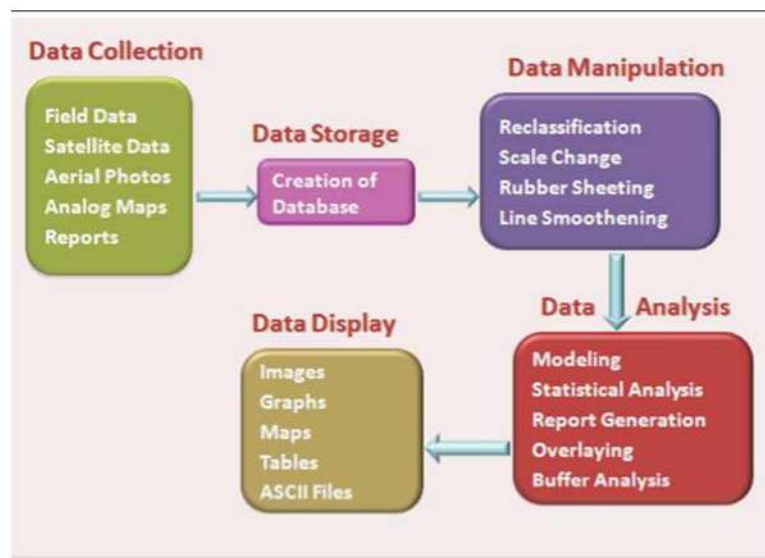 Data Collection
Field Data
Satellite Data
Aerial Photos
Analog Maps
Reports
Data Storage
Creation of
Database
Data Manipulation
Reclassification
Scale Change
Rubber Sheeting
Line Smoothening
Data Analysis
Modeling
Statistical Analysis
Report Generation
Overlaying
Buffer Analysis
Data Display
Images
Graphs
Maps
Tables
ASCII Files